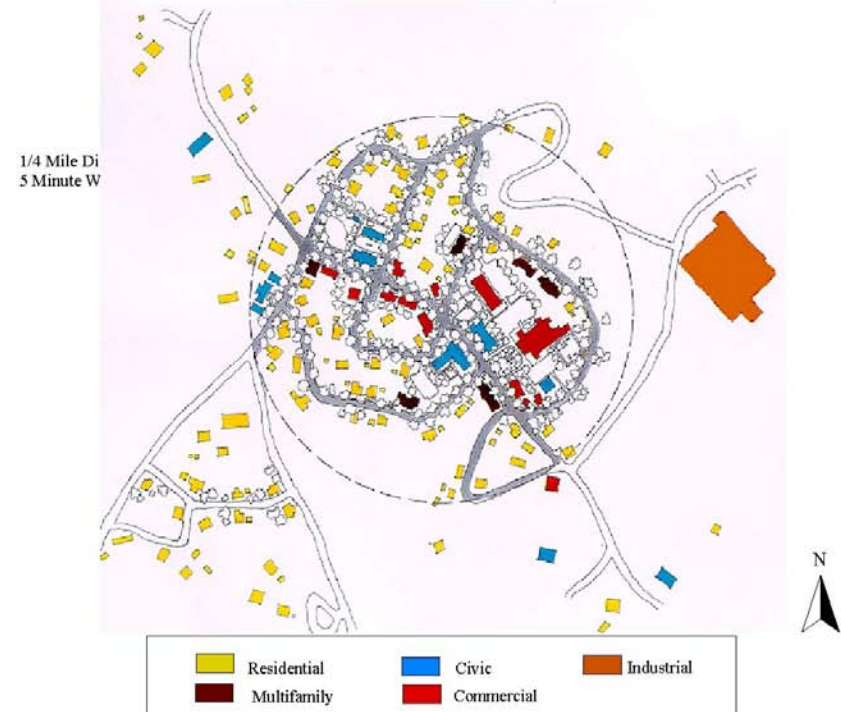 1/4 Mile Di
5 Minute W
N
Residential
Civic
Industrial
Multifamily
Commercial